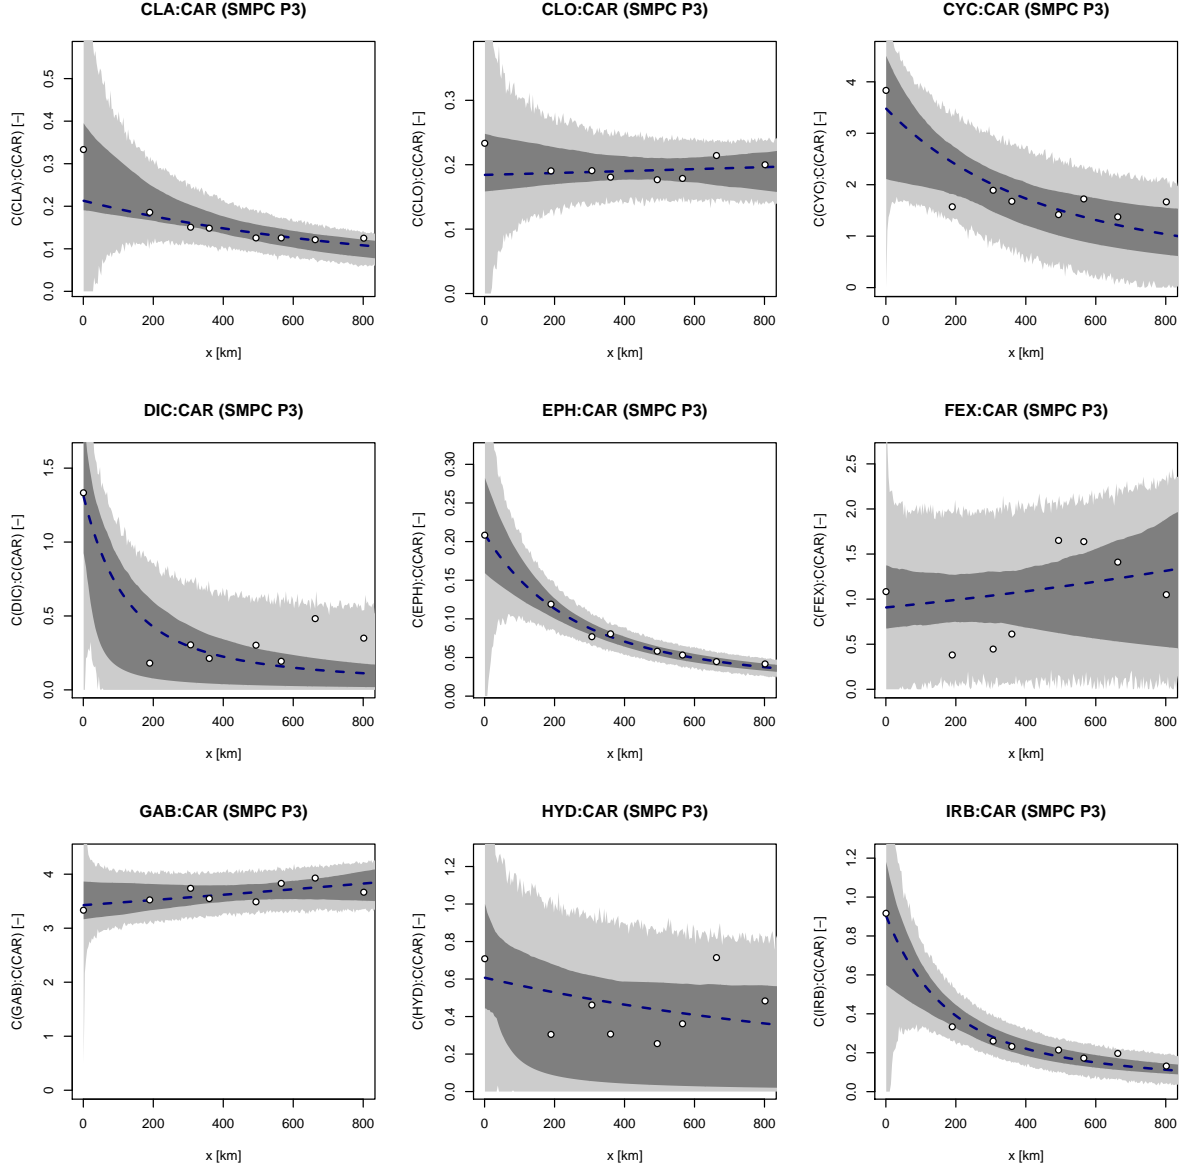 CLA:CAR (SMPC P3)
C(CLA):C(CAR) [−]
0.0 0.1 0.2 0.3 0.4 0.5
0 200 400 600 800
x [km]
CLO:CAR (SMPC P3)
C(CLO):C(CAR) [−]
0.0 0.1 0.2 0.3
0 200 400 600 800
x [km]
CYC:CAR (SMPC P3)
C(CYC):C(CAR) [−]
0 1 2 3 4
0 200 400 600 800
x [km]
DIC:CAR (SMPC P3)
C(DIC):C(CAR) [−]
0.0 0.5 1.0 1.5
0 200 400 600 800
x [km]
EPH:CAR (SMPC P3)
C(EPH):C(CAR) [−]
0.00 0.05 0.10 0.15 0.20 0.25 0.30
0 200 400 600 800
x [km]
FEX:CAR (SMPC P3)
C(FEX):C(CAR) [−]
0.0 0.5 1.0 1.5 2.0 2.5
0 200 400 600 800
x [km]
GAB:CAR (SMPC P3)
C(GAB):C(CAR) [−]
0 1 2 3 4
0 200 400 600 800
x [km]
HYD:CAR (SMPC P3)
C(HYD):C(CAR) [−]
0.0 0.2 0.4 0.6 0.8 1.0 1.2
0 200 400 600 800
x [km]
IRB:CAR (SMPC P3)
C(IRB):C(CAR) [−]
0.0 0.2 0.4 0.6 0.8 1.0 1.2
0 200 400 600 800
x [km]